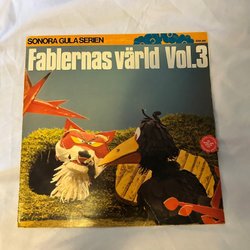 SONORA GULA SERIEN
Fablernas värld Vol.3